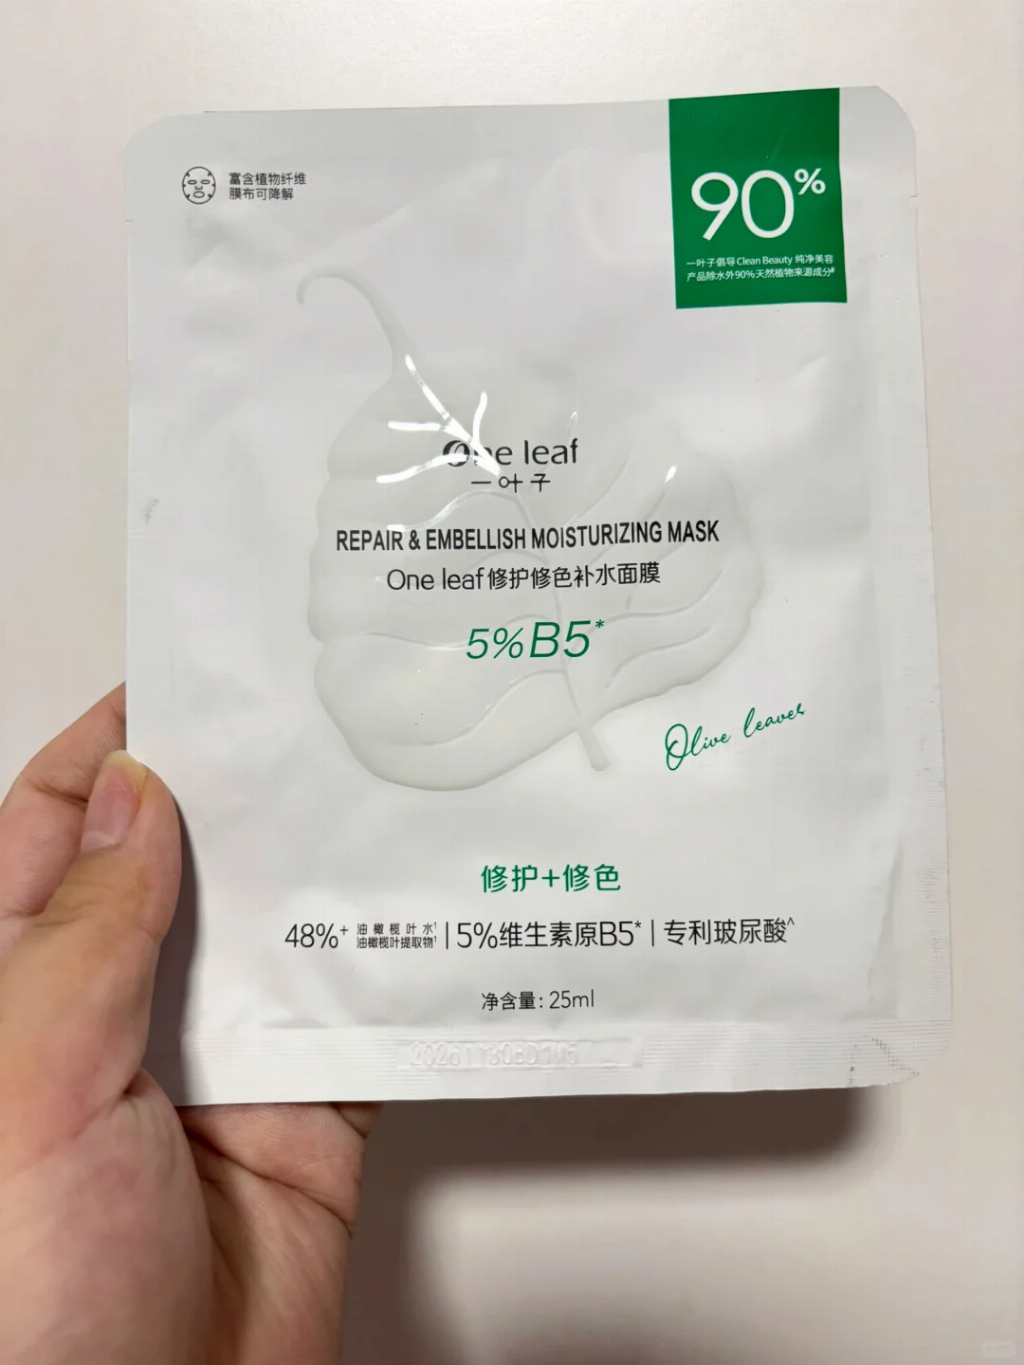 富含植物纤维
膜布可降解
90%
一叶子倡导Clean Beauty 纯净美容
产品除水外90%天然植物来源成分#
One leaf
一叶子
REPAIR & EMBELLISH MOISTURIZING MASK
One leaf修护修色补水面膜
5%B5*
Olive leaves
修护+修色
48%+ 油橄榄叶水¹ 油橄榄叶提取物¹ | 5%维生素原B5* | 专利玻尿酸^
净含量: 25ml